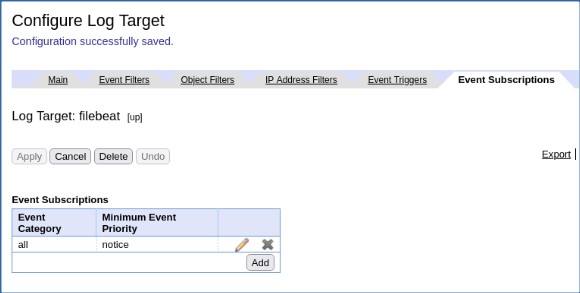 Configure Log Target
Configuration successfully saved.
Main Event Filters Object Filters IP Address Filters Event Triggers Event Subscriptions
Log Target: filebeat [up]
Apply Cancel Delete Undo Export
Event Subscriptions
Event Category Minimum Event Priority
all notice
Add